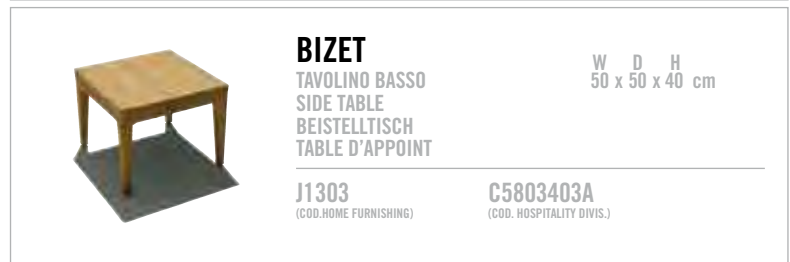 BIZET
TAVOLINO BASSO
SIDE TABLE
BEISTELLTISCH
TABLE D'APPOINT
W D H
50 x 50 x 40 cm
J1303
(COD.HOME FURNISHING)
C5803403A
(COD. HOSPITALITY DIVIS.)